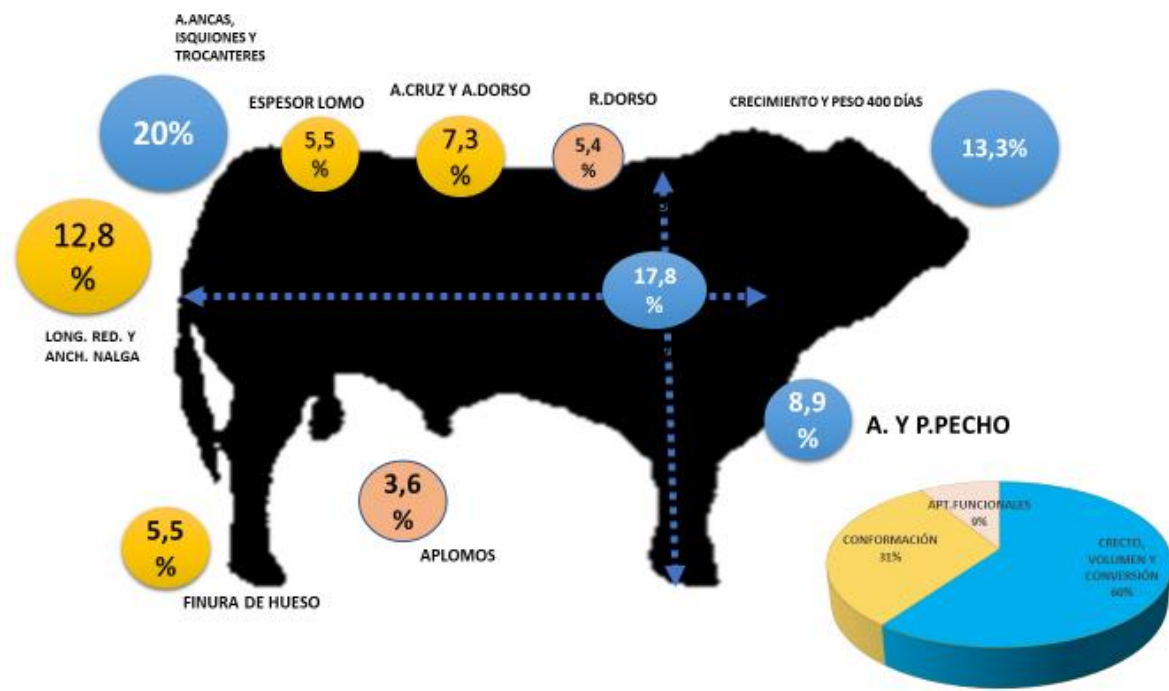 A.ANCAS,
ISQUIONES Y
TROCANTERES
20%
ESPESOR LOMO
5,5
%
A.CRUZ Y A.DORSO
7,3
%
R.DORSO
5,4
%
CRECIMIENTO Y PESO 400 DÍAS
13,3%
12,8
%
LONG. RED. Y
ANCH. NALGA
17,8
%
8,9
%
A. Y P.PECHO
3,6
%
APLOMOS
5,5
%
FINURA DE HUESO
APT.FUNCIONALES
9%
CONFORMACIÓN
31%
CRECTO,
VOLUMEN Y
CONVERSIÓN
60%